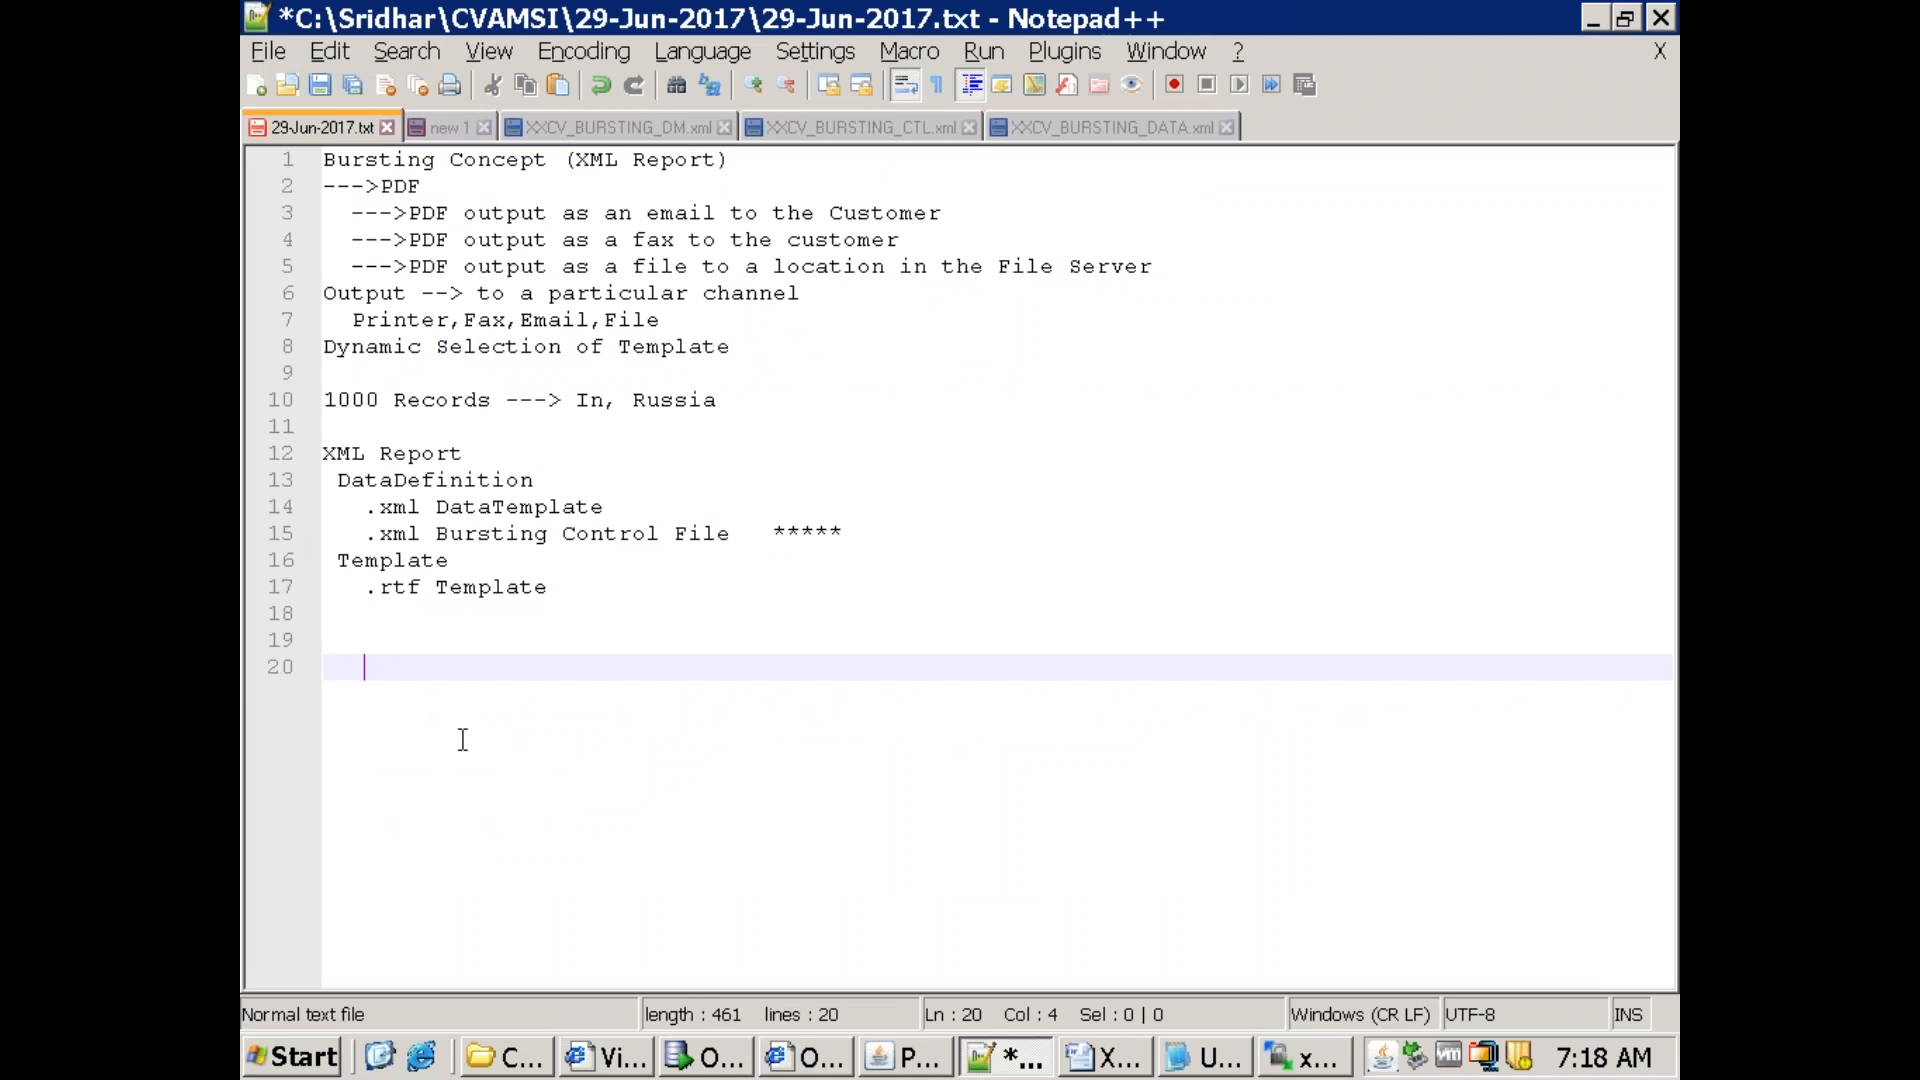 *C:\Sridhar\CVAMSI\29-Jun-2017\29-Jun-2017.txt - Notepad++
File Edit Search View Encoding Language Settings Macro Run Plugins Window ? X
29-Jun-2017.txt new 1 XXCV_BURSTING_DM.xml XXCV_BURSTING_CTL.xml XXCV_BURSTING_DATA.xml
1 Bursting Concept (XML Report)
2 --->PDF
3 --->PDF output as an email to the Customer
4 --->PDF output as a fax to the customer
5 --->PDF output as a file to a location in the File Server
6 Output --> to a particular channel
7 Printer,Fax,Email,File
8 Dynamic Selection of Template
9
10 1000 Records ---> In, Russia
11
12 XML Report
13 DataDefinition
14 .xml DataTemplate
15 .xml Bursting Control File *****
16 Template
17 .rtf Template
18
19
20
Normal text file length : 461 lines : 20 Ln : 20 Col : 4 Sel : 0 | 0 Windows (CR LF) UTF-8 INS
Start C... Vi... O... O... P... *... X... U... x... 7:18 AM